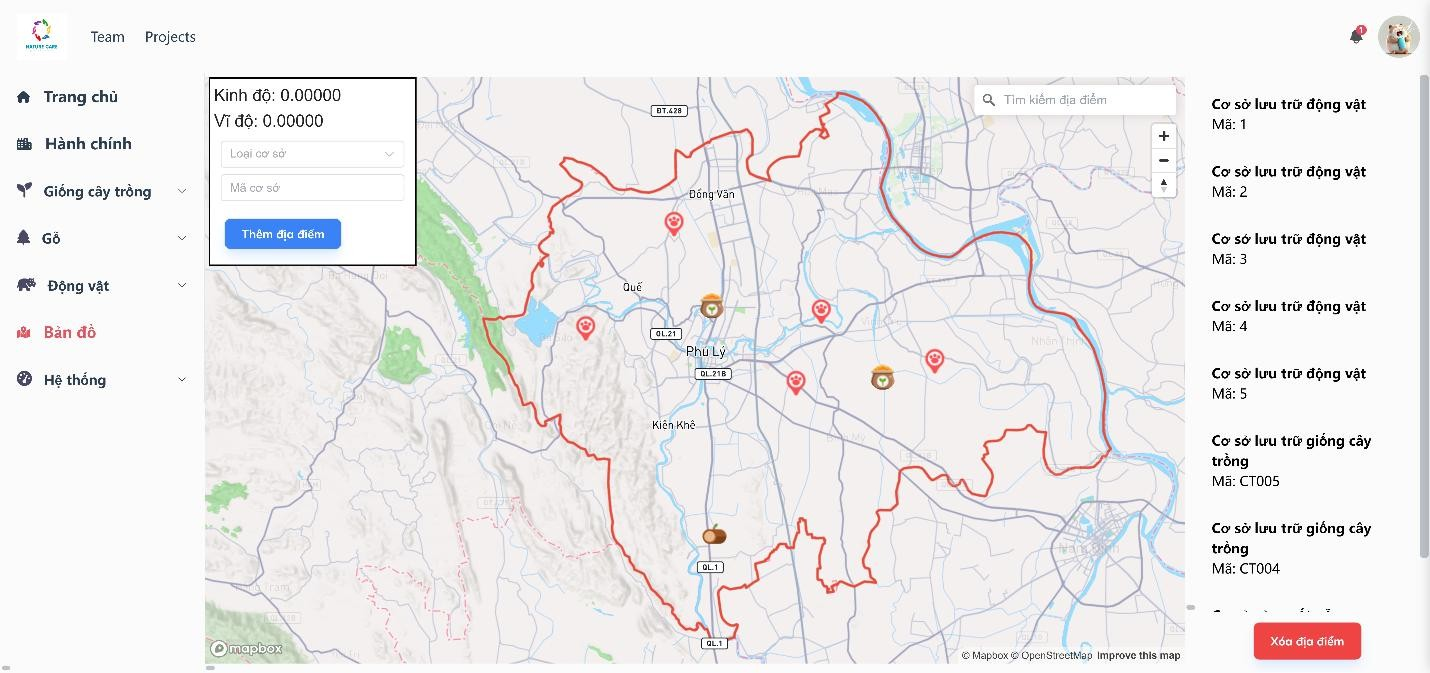 NATURE CARE
Team
Projects
1
Trang chủ
Hành chính
Giống cây trồng
Gỗ
Động vật
Bản đồ
Hệ thống
Kinh độ: 0.00000
Vĩ độ: 0.00000
Loại cơ sở
Mã cơ sở
Thêm địa điểm
Tìm kiếm địa điểm
ĐT.428
Đồng Văn
Quế
QL.21
Phủ Lý
QL.21B
Kiện Khê
QL.1
QL.1
mapbox
© Mapbox © OpenStreetMap Improve this map
Cơ sở lưu trữ động vật
Mã: 1
Cơ sở lưu trữ động vật
Mã: 2
Cơ sở lưu trữ động vật
Mã: 3
Cơ sở lưu trữ động vật
Mã: 4
Cơ sở lưu trữ động vật
Mã: 5
Cơ sở lưu trữ giống cây
trồng
Mã: CT005
Cơ sở lưu trữ giống cây
trồng
Mã: CT004
Xóa địa điểm